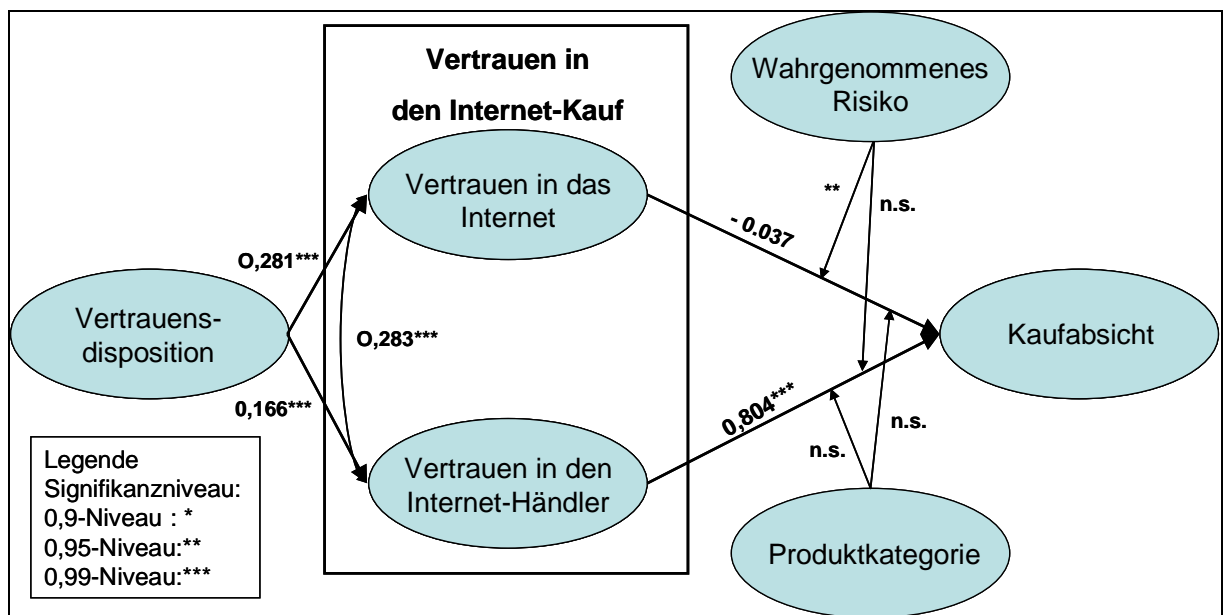 Vertrauen in
den Internet-Kauf
Wahrgenommenes
Risiko
Vertrauen in das
Internet
**
n.s.
- 0.037
O,281***
Vertrauens-
disposition
O,283***
Kaufabsicht
0,166***
0,804***
n.s.
n.s.
Vertrauen in den
Internet-Händler
Produktkategorie
Legende
Signifikanzniveau:
0,9-Niveau : *
0,95-Niveau:**
0,99-Niveau:***